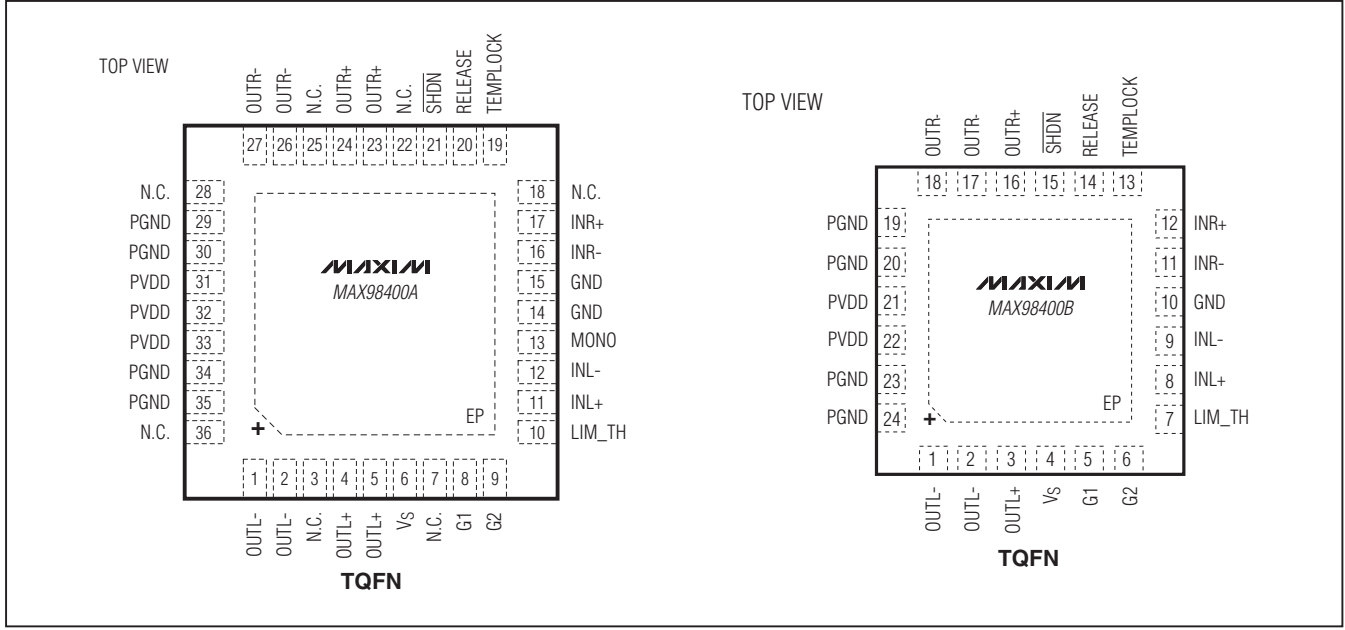 TOP VIEW
OUTR-
OUTR-
N.C.
OUTR+
OUTR+
N.C.
SHDN
RELEASE
TEMPLOCK
27 26 25 24 23 22 21 20 19
N.C. 28
PGND 29
PGND 30
PVDD 31
PVDD 32
PVDD 33
PGND 34
PGND 35
N.C. 36
MAXIM
MAX98400A
EP
+
18 N.C.
17 INR+
16 INR-
15 GND
14 GND
13 MONO
12 INL-
11 INL+
10 LIM_TH
1 2 3 4 5 6 7 8 9
OUTL-
OUTL-
N.C.
OUTL+
OUTL+
VS
N.C.
G1
G2
TQFN
TOP VIEW
OUTR-
OUTR-
OUTR+
SHDN
RELEASE
TEMPLOCK
18 17 16 15 14 13
PGND 19
PGND 20
PVDD 21
PVDD 22
PGND 23
PGND 24
MAXIM
MAX98400B
EP
+
12 INR+
11 INR-
10 GND
9 INL-
8 INL+
7 LIM_TH
1 2 3 4 5 6
OUTL-
OUTL-
OUTL+
VS
G1
G2
TQFN